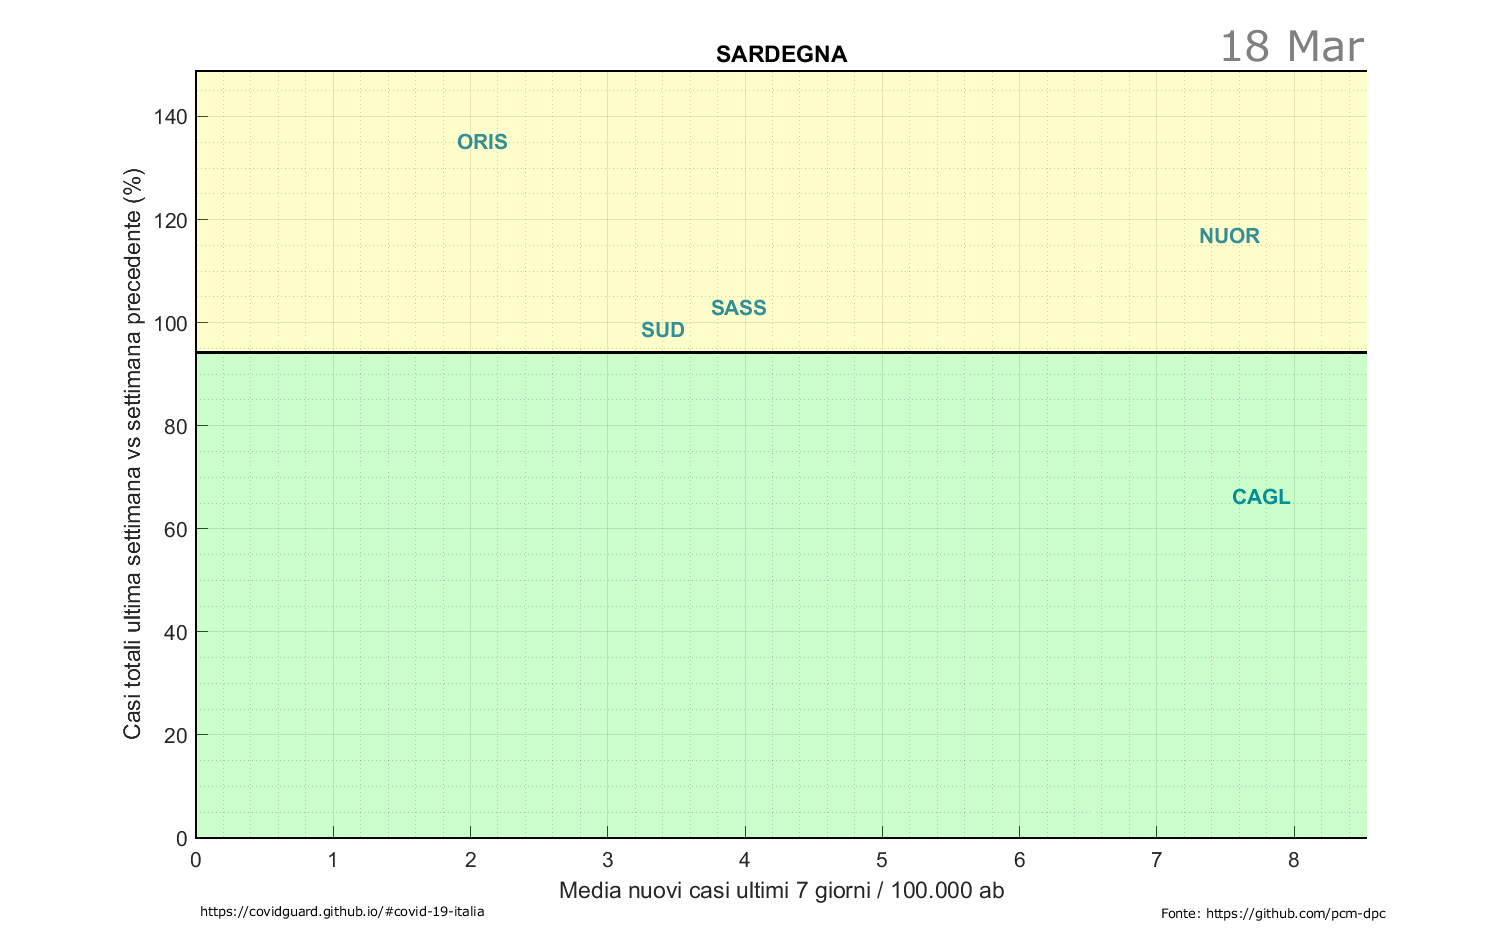 SARDEGNA
18 Mar
140
120
100
80
60
40
20
0
Casi totali ultima settimana vs settimana precedente (%)
ORIS
NUOR
SASS
SUD
CAGL
0 1 2 3 4 5 6 7 8
Media nuovi casi ultimi 7 giorni / 100.000 ab
https://covidguard.github.io/#covid-19-italia
Fonte: https://github.com/pcm-dpc